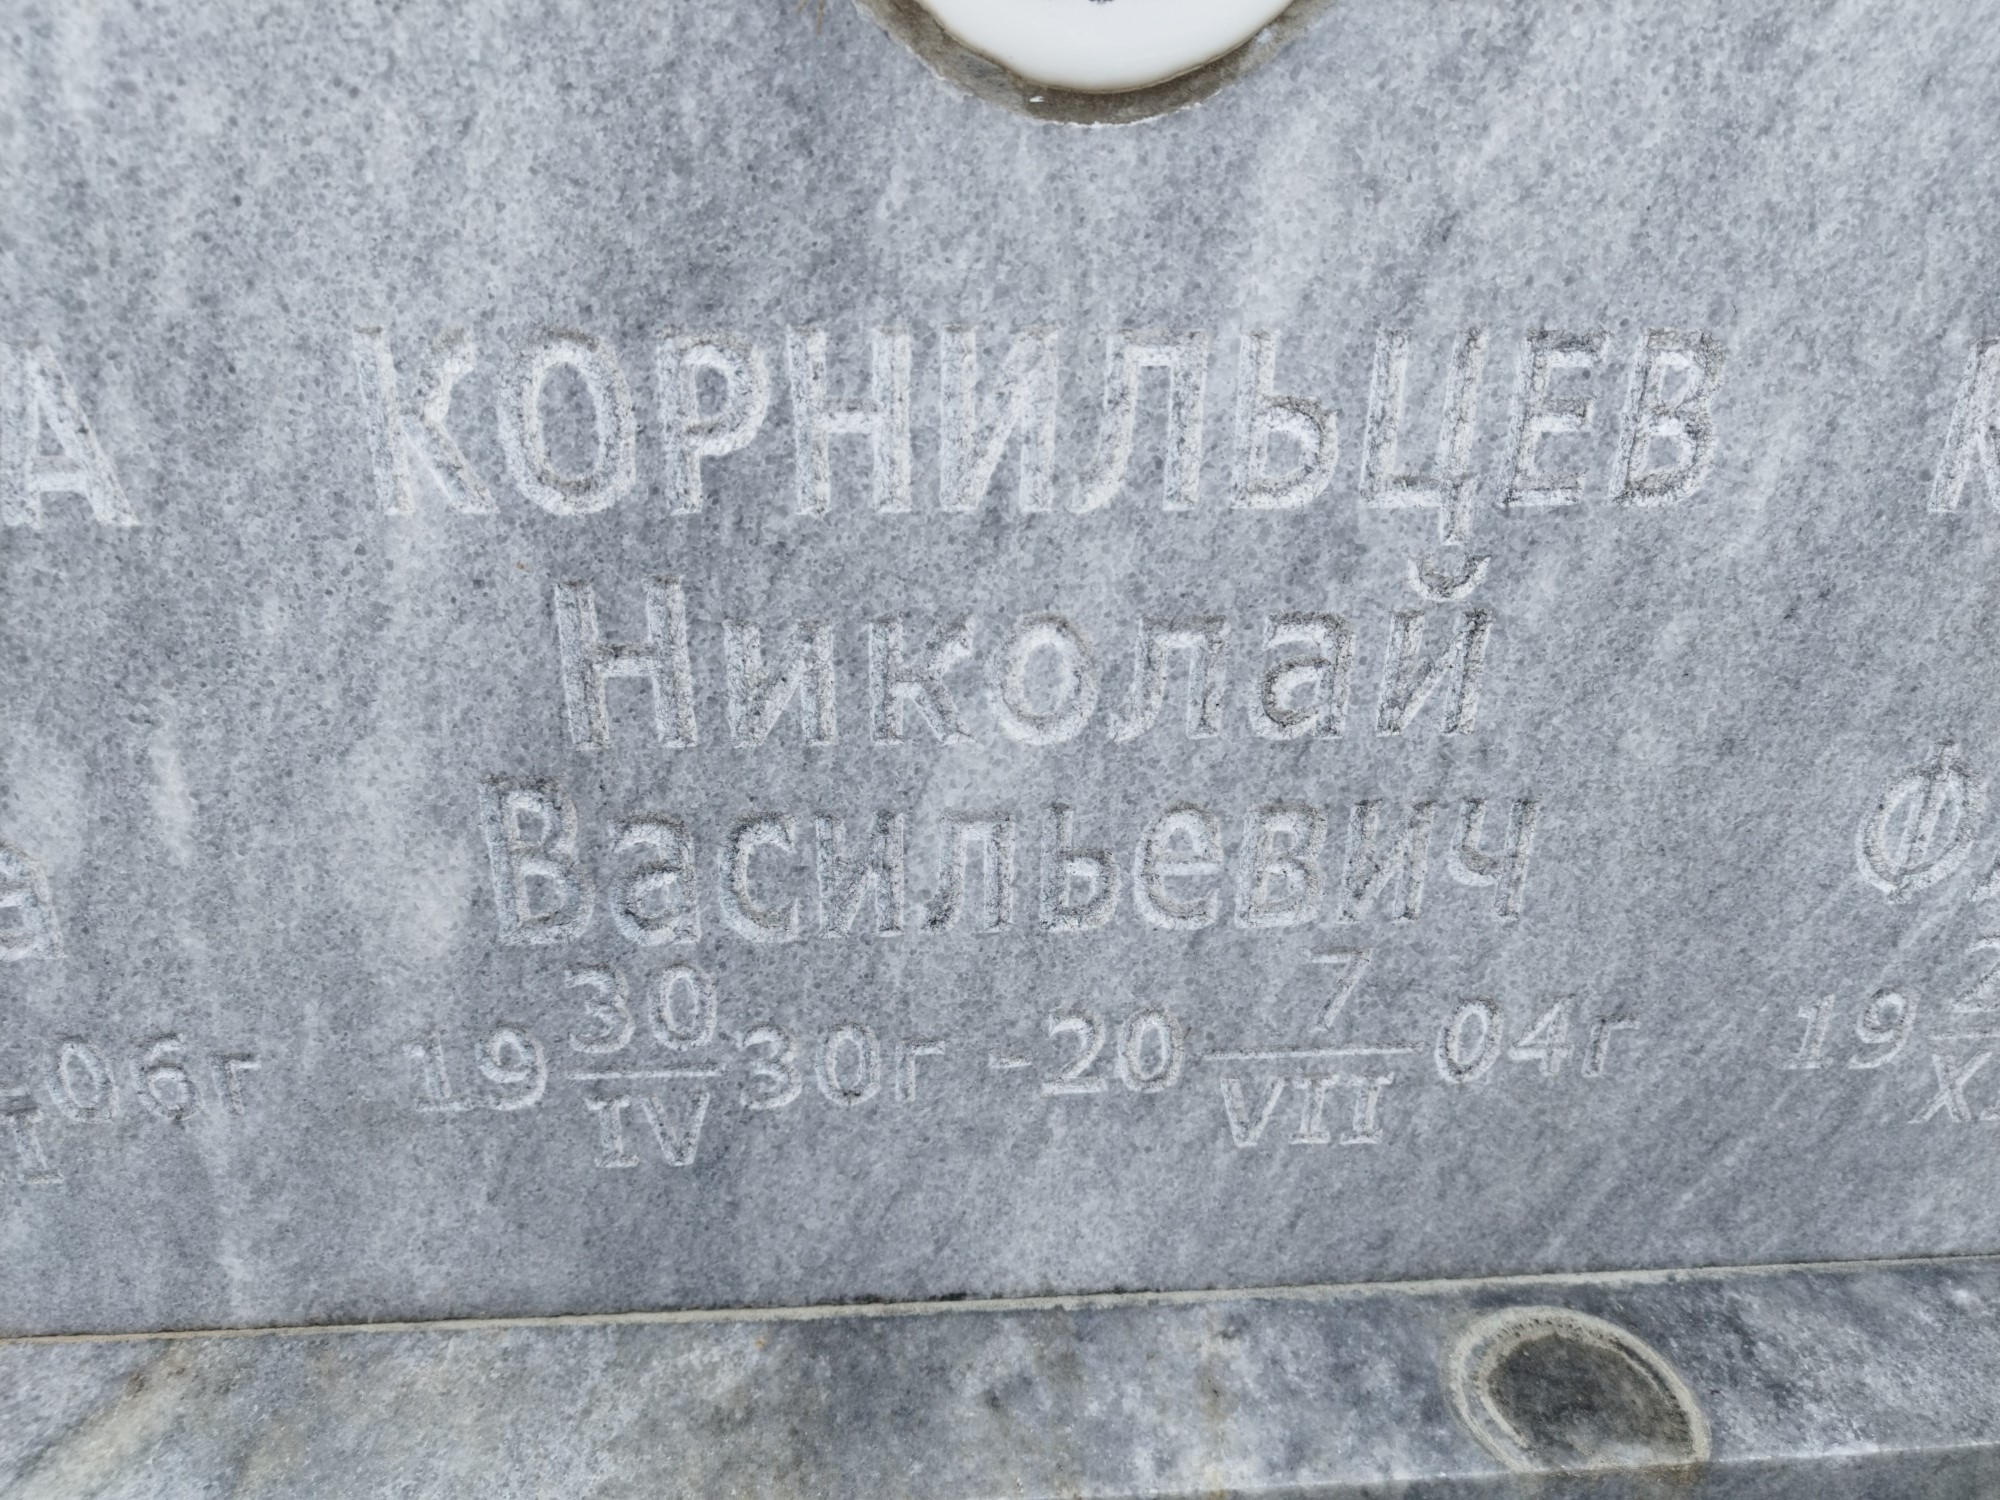 КОРНИЛЬЦЕВ
Николай
Васильевич
19 30/IV 30г - 20 7/VII 04г